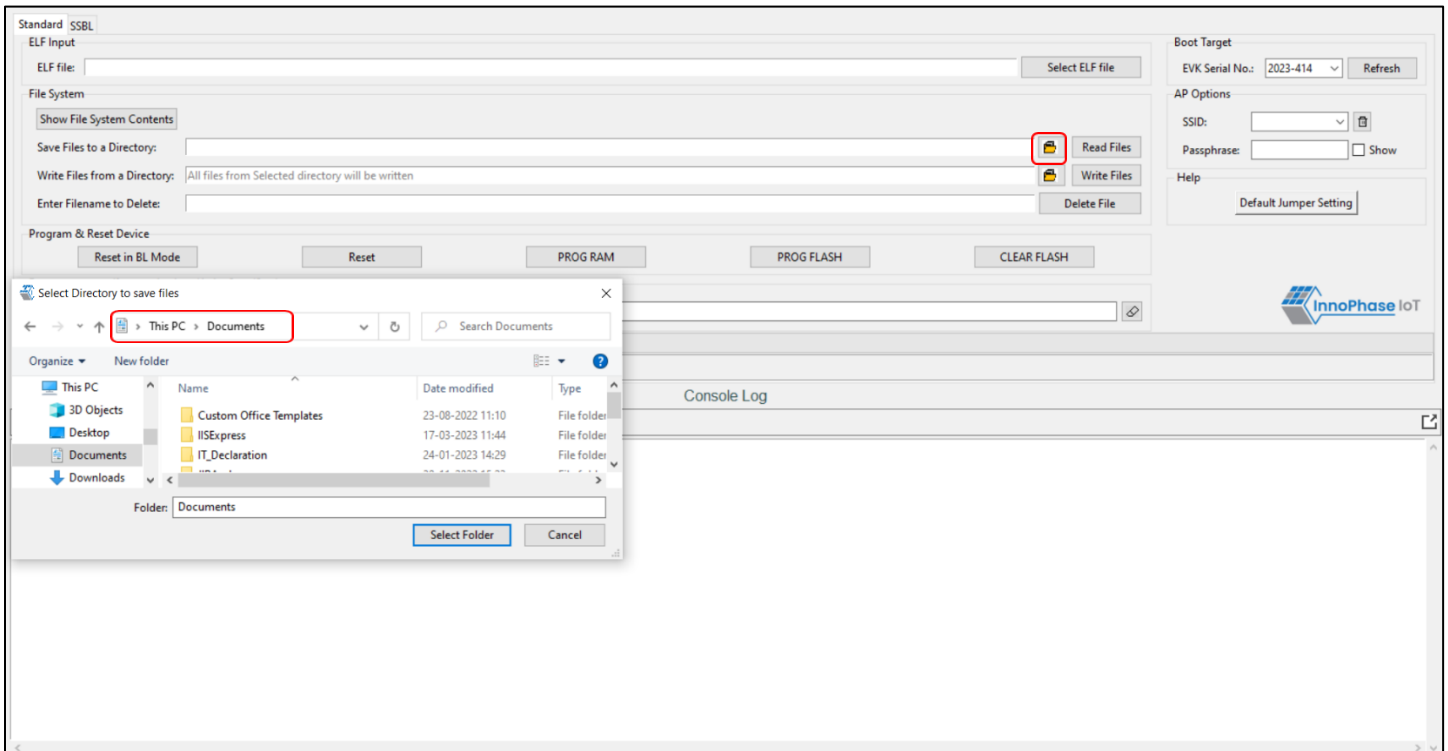 Standard SSBL
ELF Input
ELF file:
Select ELF file
File System
Show File System Contents
Save Files to a Directory:
Read Files
Write Files from a Directory: All files from Selected directory will be written
Write Files
Enter Filename to Delete:
Delete File
Program & Reset Device
Reset in BL Mode Reset PROG RAM PROG FLASH CLEAR FLASH
Boot Target
EVK Serial No.: 2023-414 Refresh
AP Options
SSID:
Passphrase: Show
Help
Default Jumper Setting
InnoPhase IoT
Select Directory to save files
This PC > Documents
Search Documents
Organize New folder
This PC
3D Objects
Desktop
Documents
Downloads
Name Date modified Type
Custom Office Templates 23-08-2022 11:10 File folder
IISExpress 17-03-2023 11:44 File folder
IT_Declaration 24-01-2023 14:29 File folder
Folder: Documents
Select Folder Cancel
Console Log